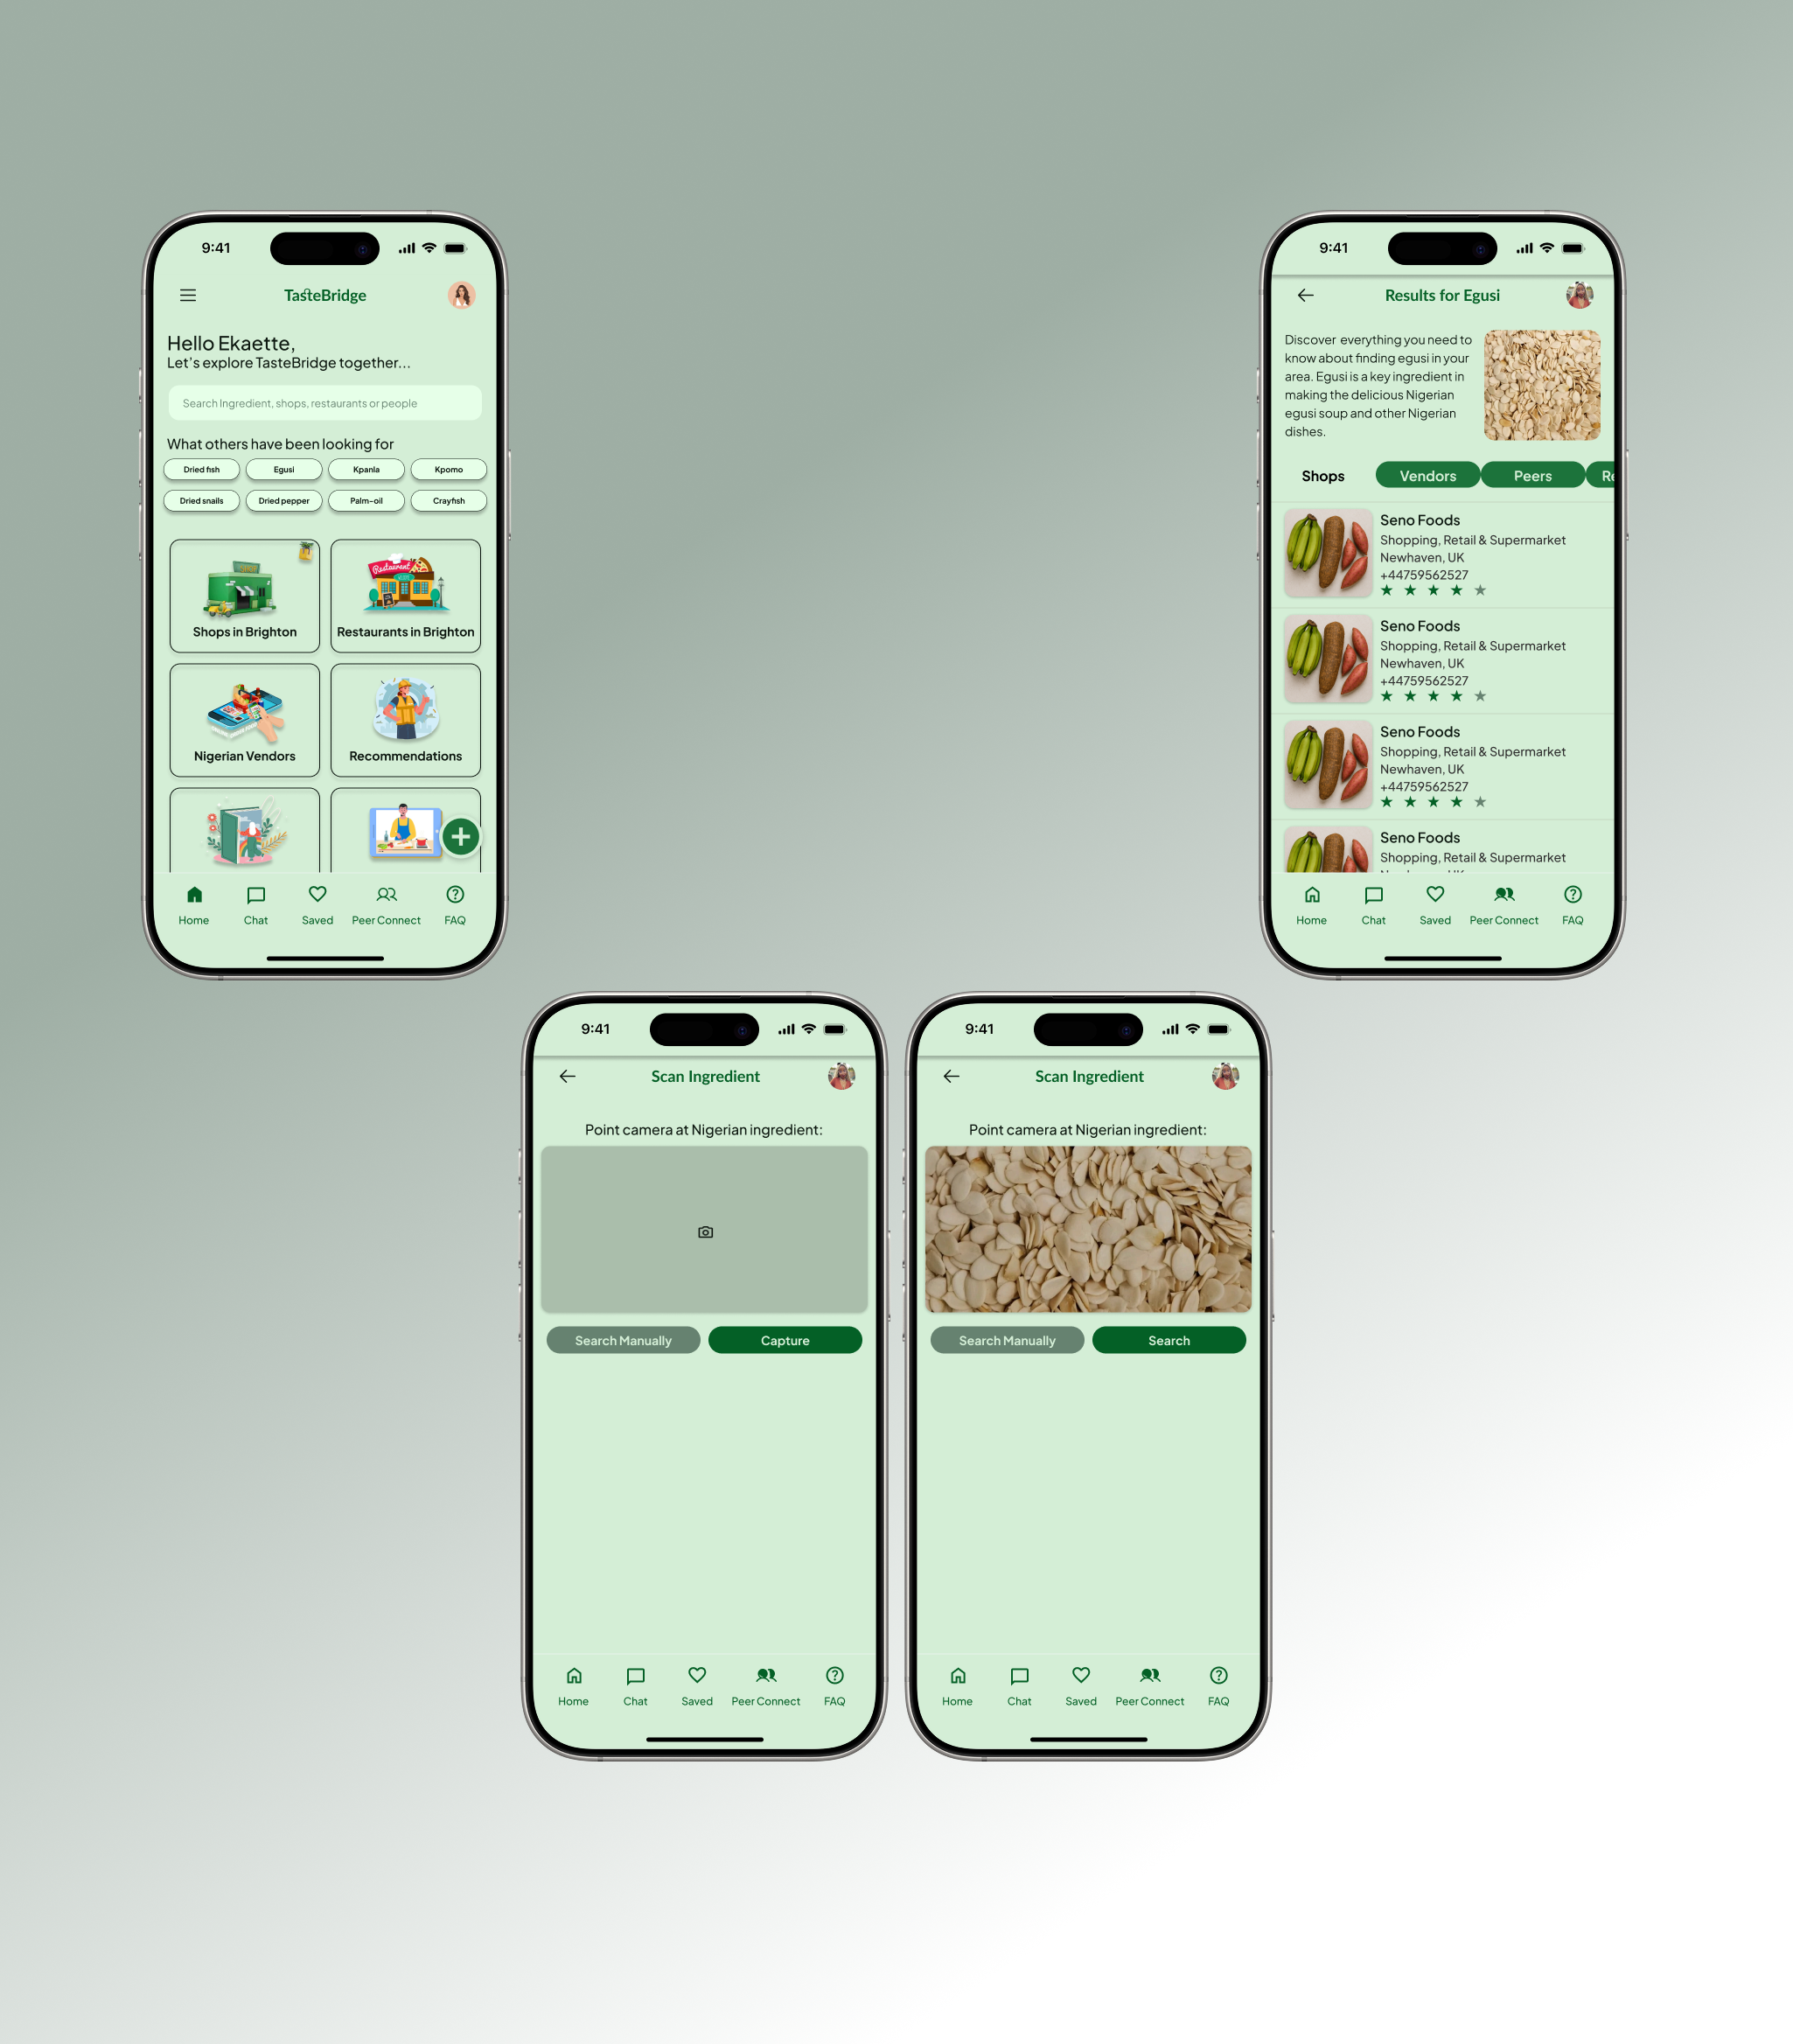 9:41
TasteBridge
Hello Ekaette,
Let's explore TasteBridge together...
Search Ingredient, shops, restaurants or people
What others have been looking for
Dried fish
Egusi
Kpanla
Kpomo
Dried snails
Dried pepper
Palm-oil
Crayfish
Restaurant
Shops in Brighton
Restaurants in Brighton
Nigerian Vendors
Recommendations
Home
Chat
Saved
Peer Connect
FAQ
9:41
Results for Egusi
Discover everything you need to
know about finding egusi in your
area. Egusi is a key ingredient in
making the delicious Nigerian
egusi soup and other Nigerian
dishes.
Shops
Vendors
Peers
Re
Seno Foods
Shopping, Retail & Supermarket
Newhaven, UK
+44759562527
Seno Foods
Shopping, Retail & Supermarket
Newhaven, UK
+44759562527
Seno Foods
Shopping, Retail & Supermarket
Newhaven, UK
+44759562527
Seno Foods
Shopping, Retail & Supermarket
Home
Chat
Saved
Peer Connect
FAQ
9:41
Scan Ingredient
Point camera at Nigerian ingredient:
Search Manually
Capture
Home
Chat
Saved
Peer Connect
FAQ
9:41
Scan Ingredient
Point camera at Nigerian ingredient:
Search Manually
Search
Home
Chat
Saved
Peer Connect
FAQ